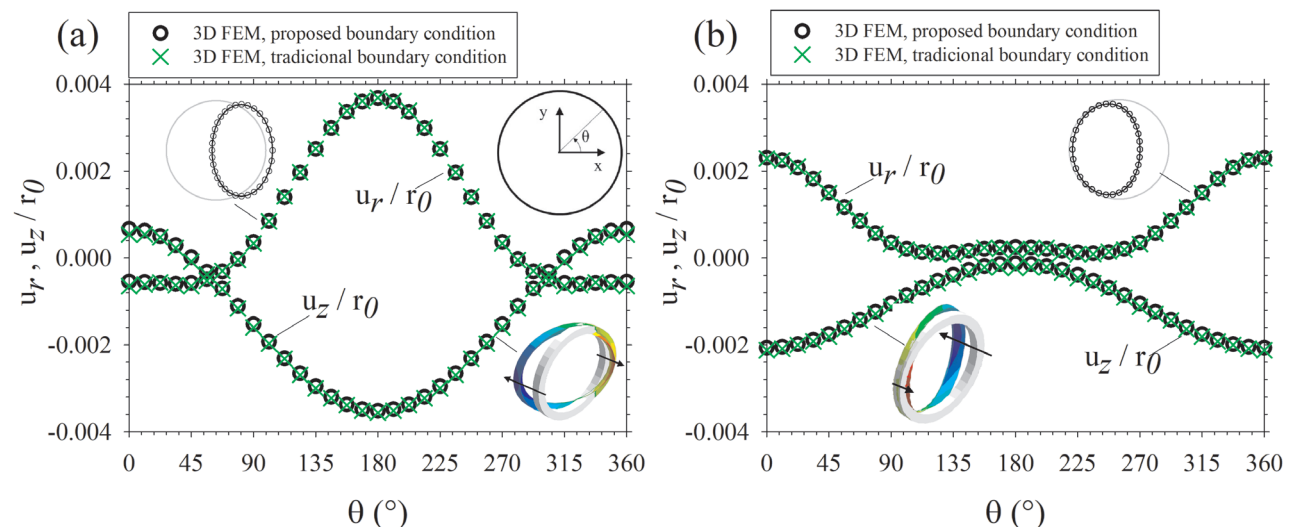 (a)
3D FEM, proposed boundary condition
3D FEM, tradicional boundary condition
u_r , u_z / r_0
0.004
0.002
0.000
-0.002
-0.004
u_r / r_0
u_z / r_0
y
θ
x
0 45 90 135 180 225 270 315 360
θ (°)
(b)
3D FEM, proposed boundary condition
3D FEM, tradicional boundary condition
u_r , u_z / r_0
0.004
0.002
0.000
-0.002
-0.004
u_r / r_0
u_z / r_0
0 45 90 135 180 225 270 315 360
θ (°)